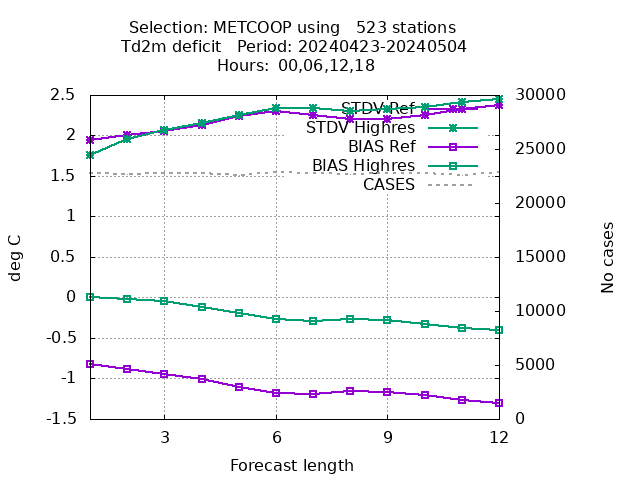 Selection: METCOOP using   523 stations
Td2m deficit   Period: 20240423-20240504
Hours:  00,06,12,18
2.5
2
1.5
1
0.5
0
-0.5
-1
-1.5
deg C
STDV Ref
STDV Highres
BIAS Ref
BIAS Highres
CASES
30000
25000
20000
15000
10000
5000
0
No cases
3
6
9
12
Forecast length